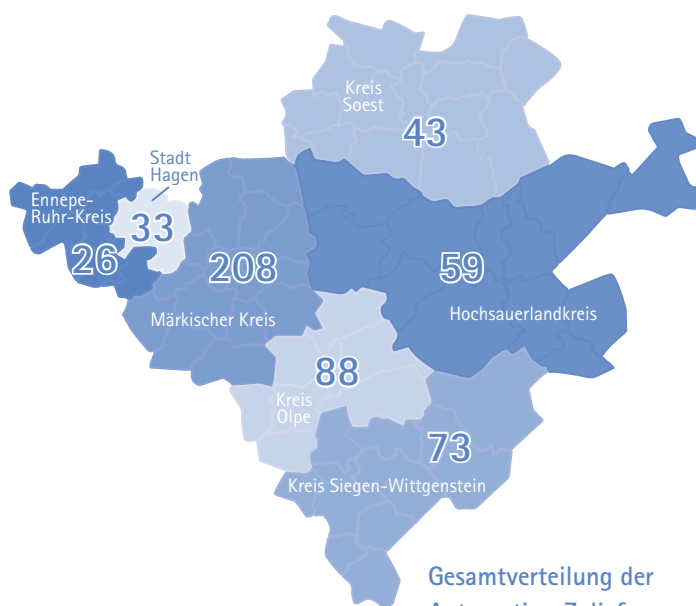 Kreis
Soest
43
Stadt
Hagen
Ennepe-
Ruhr-Kreis
33
26
208
59
Märkischer Kreis
Hochsauerlandkreis
88
Kreis
Olpe
73
Kreis Siegen-Wittgenstein
Gesamtverteilung der